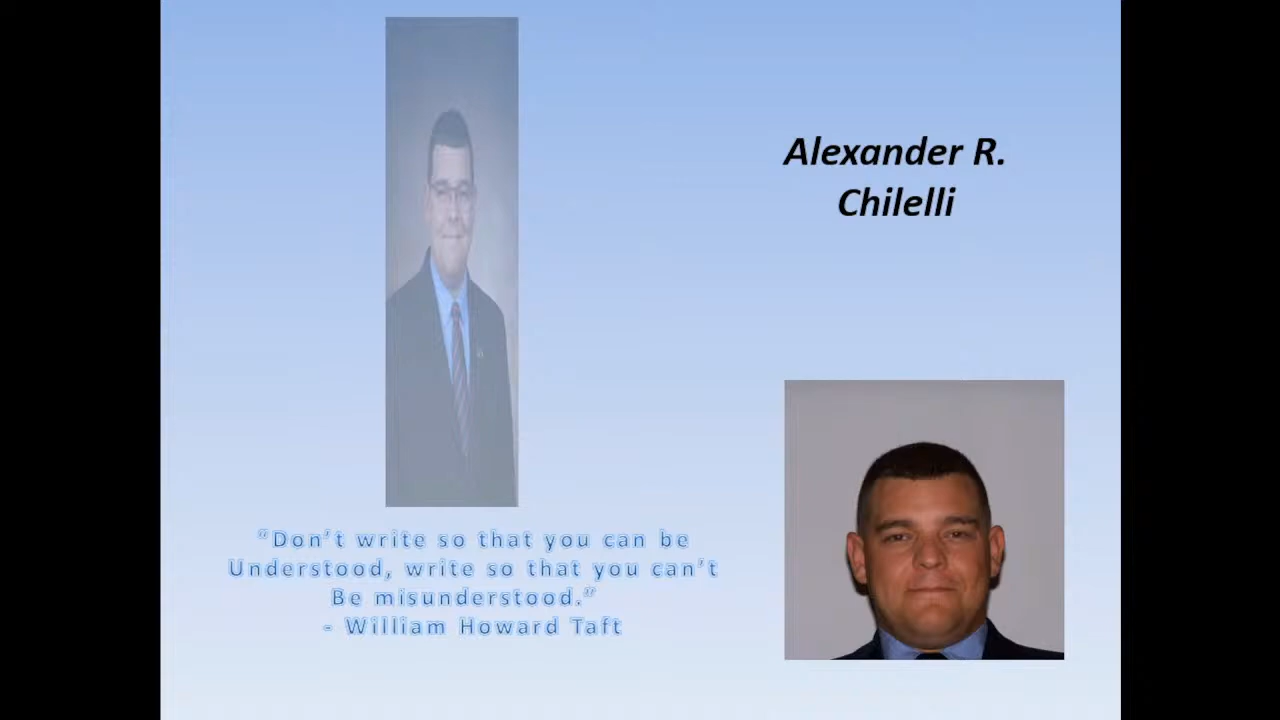 Alexander R.
Chilelli
"Don't write so that you can be
Understood, write so that you can't
Be misunderstood."
- William Howard Taft